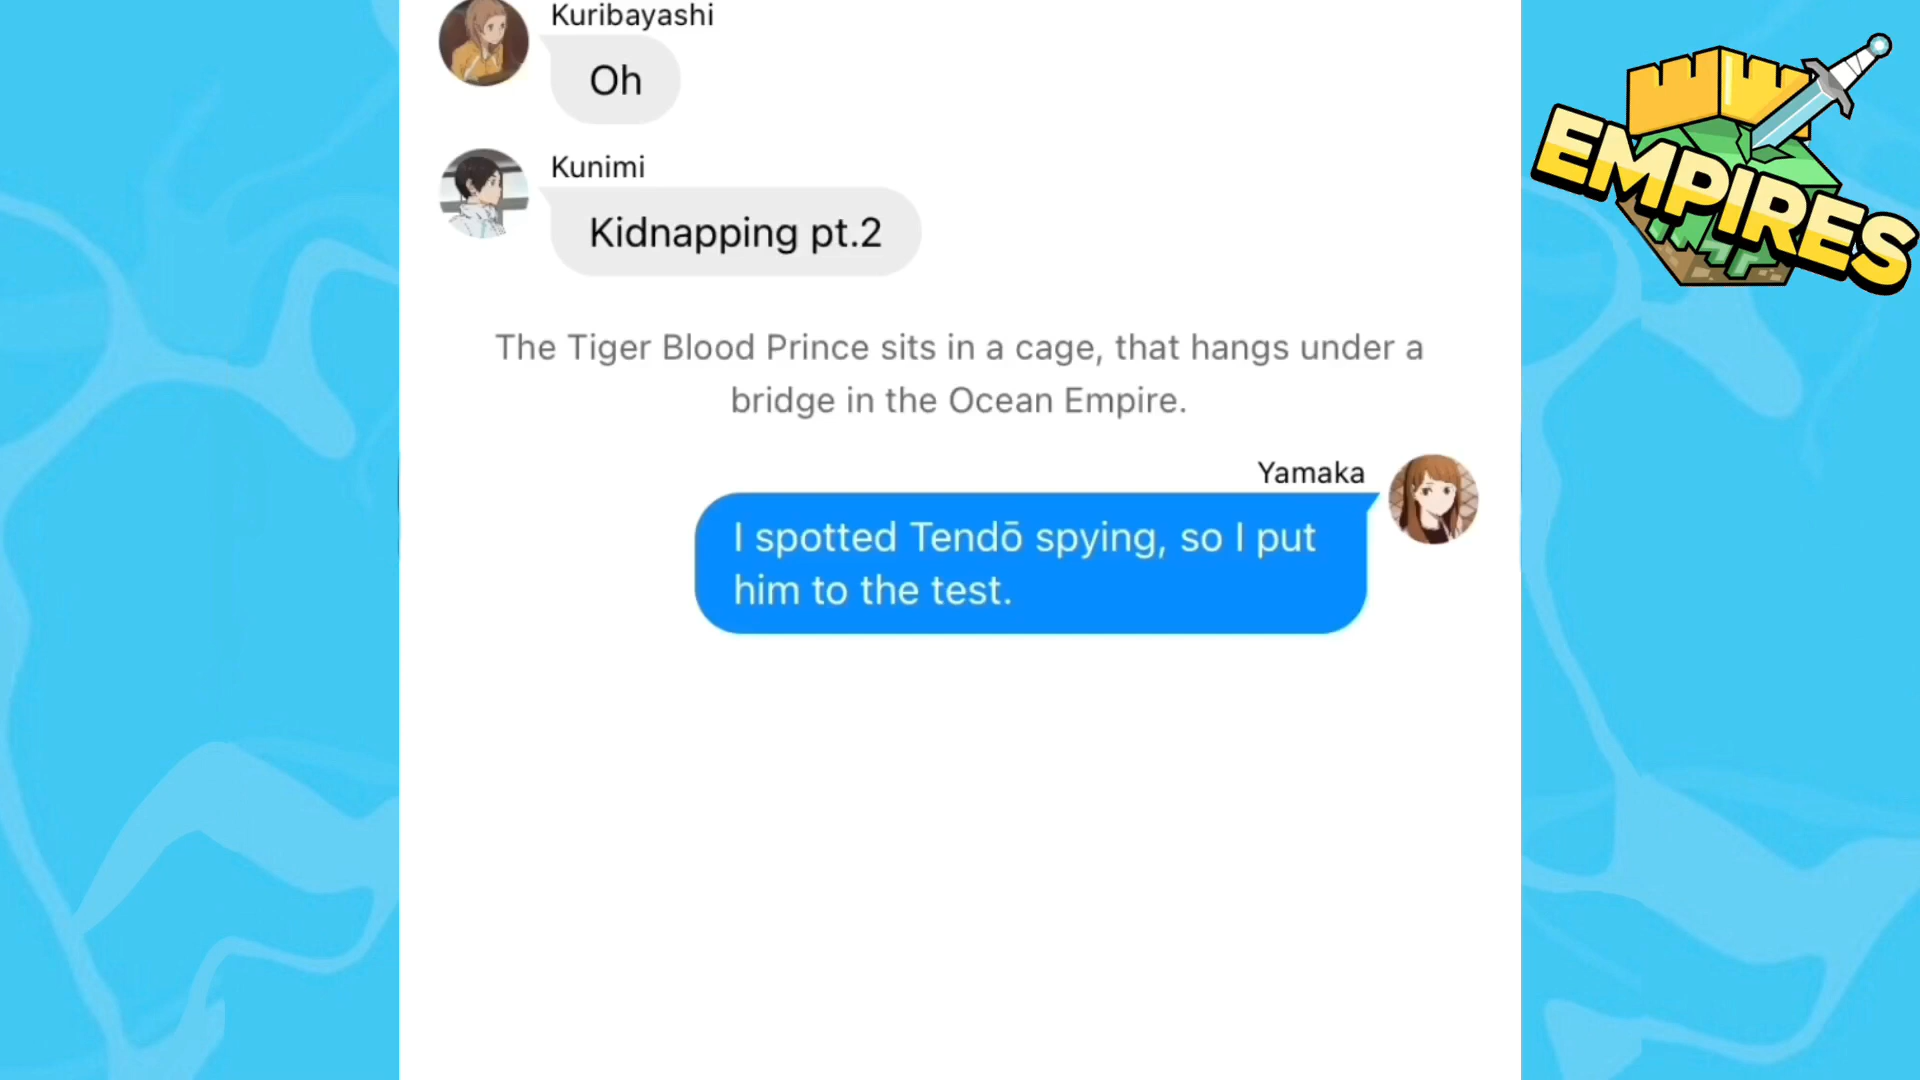 Kuribayashi
Oh
Kunimi
Kidnapping pt.2
The Tiger Blood Prince sits in a cage, that hangs under a
bridge in the Ocean Empire.
Yamaka
I spotted Tendō spying, so I put
him to the test.
EMPIRES